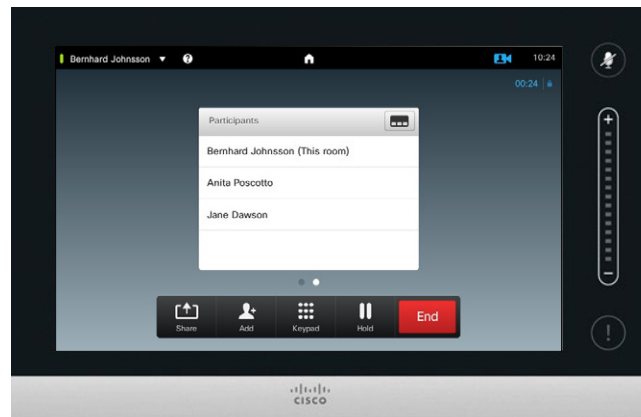 Bernhard Johnsson
?
10:24
00:24
Participants
Bernhard Johnsson (This room)
Anita Poscotto
Jane Dawson
Share
Add
Keypad
Hold
End
+
-
!
CISCO